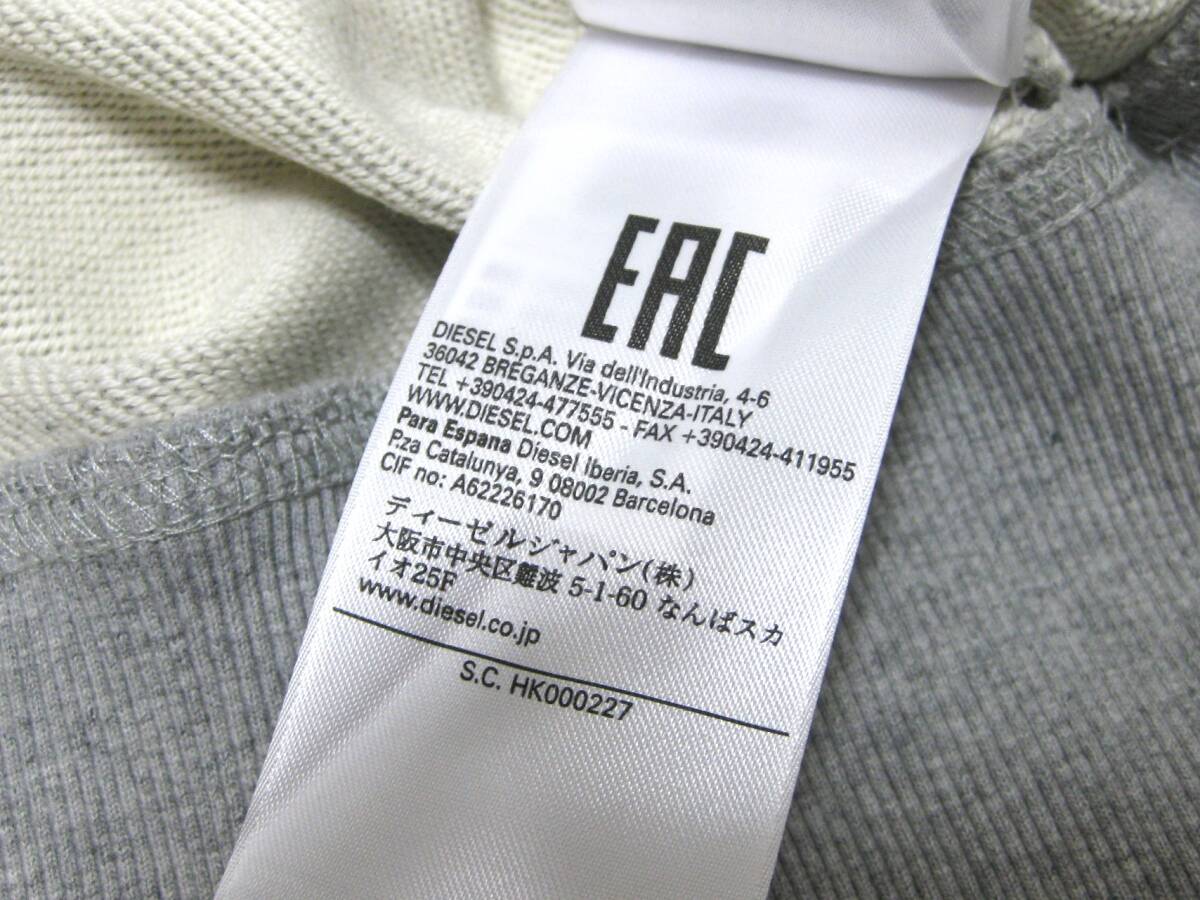 EAC
DIESEL S.p.A. Via dell'Industria, 4-6
36042 BREGANZE-VICENZA-ITALY
TEL +390424-477555 - FAX +390424-411955
WWW.DIESEL.COM
Para Espana Diesel Iberia, S.A.
P.za Catalunya, 9 08002 Barcelona
CIF no: A62226170
ディーゼルジャパン(株)
大阪市中央区難波 5-1-60 なんばスカ
イオ25F
www.diesel.co.jp
S.C. HK000227